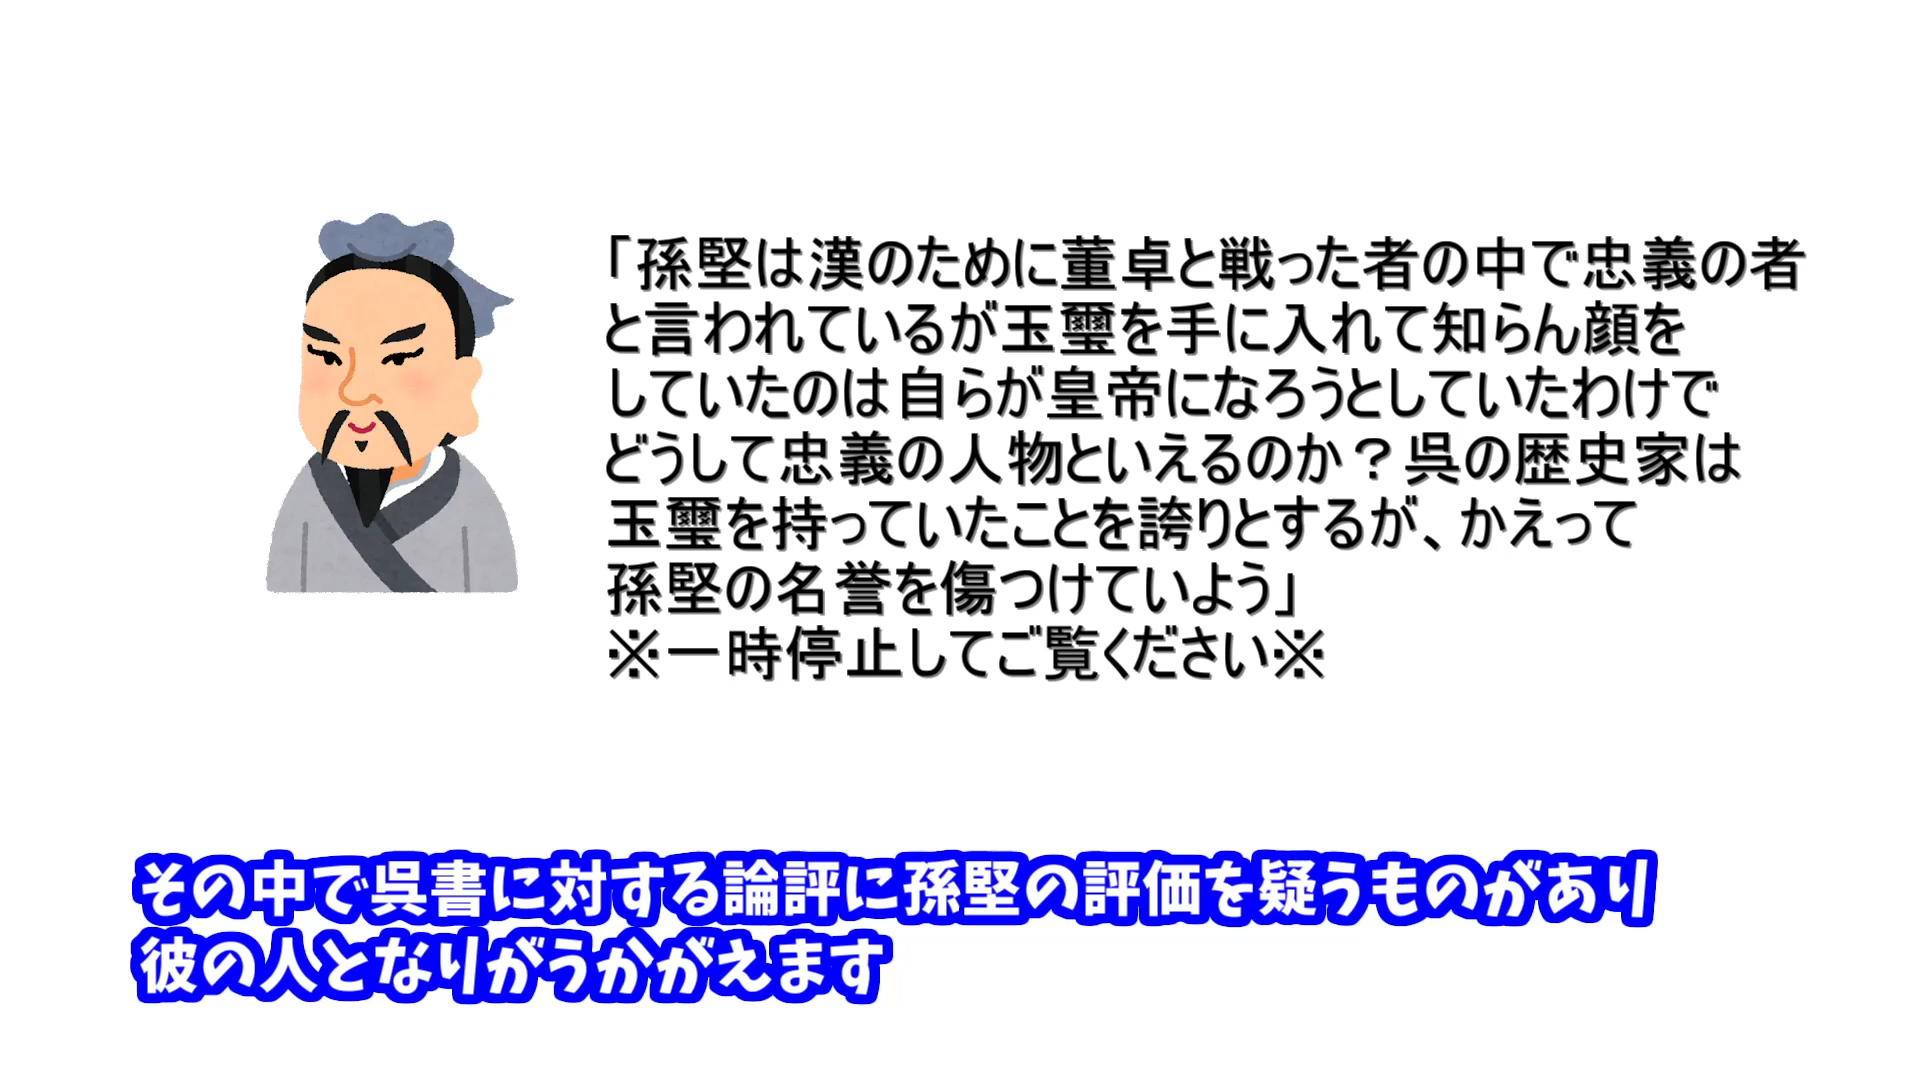 「孫堅は漢のために董卓と戦った者の中で忠義の者
と言われているが玉璽を手に入れて知らん顔を
していたのは自らが皇帝になろうとしていたわけで
どうして忠義の人物といえるのか？呉の歴史家は
玉璽を持っていたことを誇りとするが、かえって
孫堅の名誉を傷つけていよう」
※一時停止してご覧ください※
その中で呉書に対する論評に孫堅の評価を疑うものがあり
彼の人となりがうかがえます